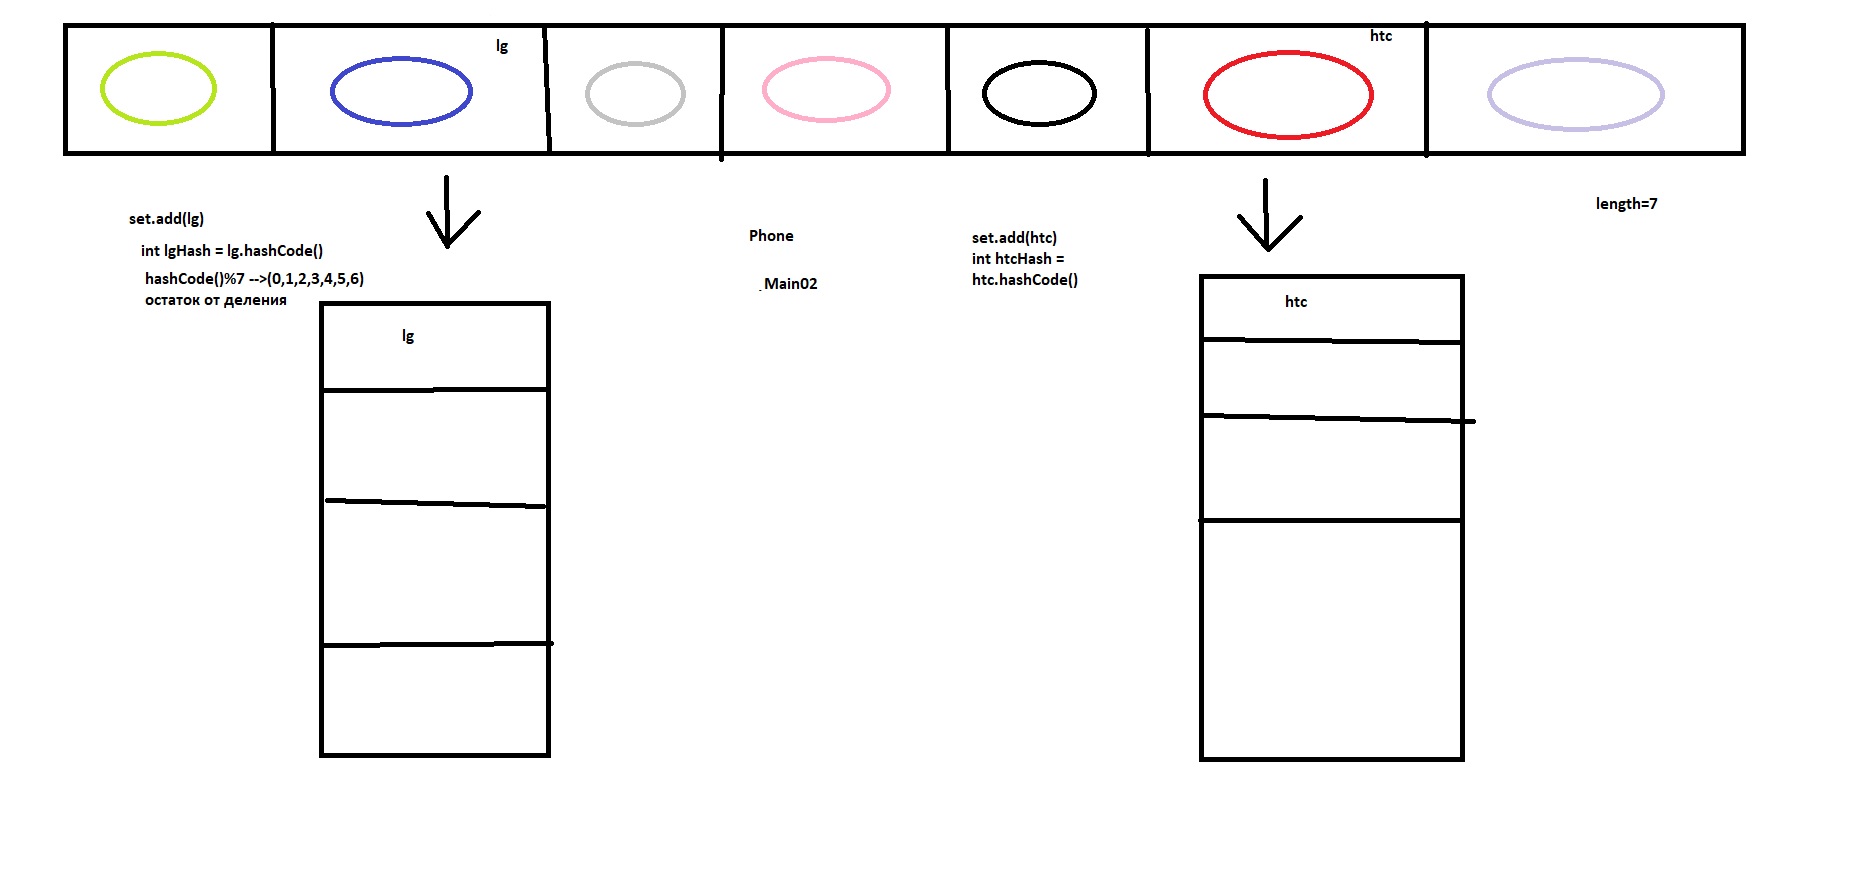 lg
htc
set.add(lg)
int lgHash = lg.hashCode()
hashCode()%7 -->(0,1,2,3,4,5,6)
остаток от деления
lg
Phone
Main02
set.add(htc)
int htcHash =
htc.hashCode()
htc
length=7